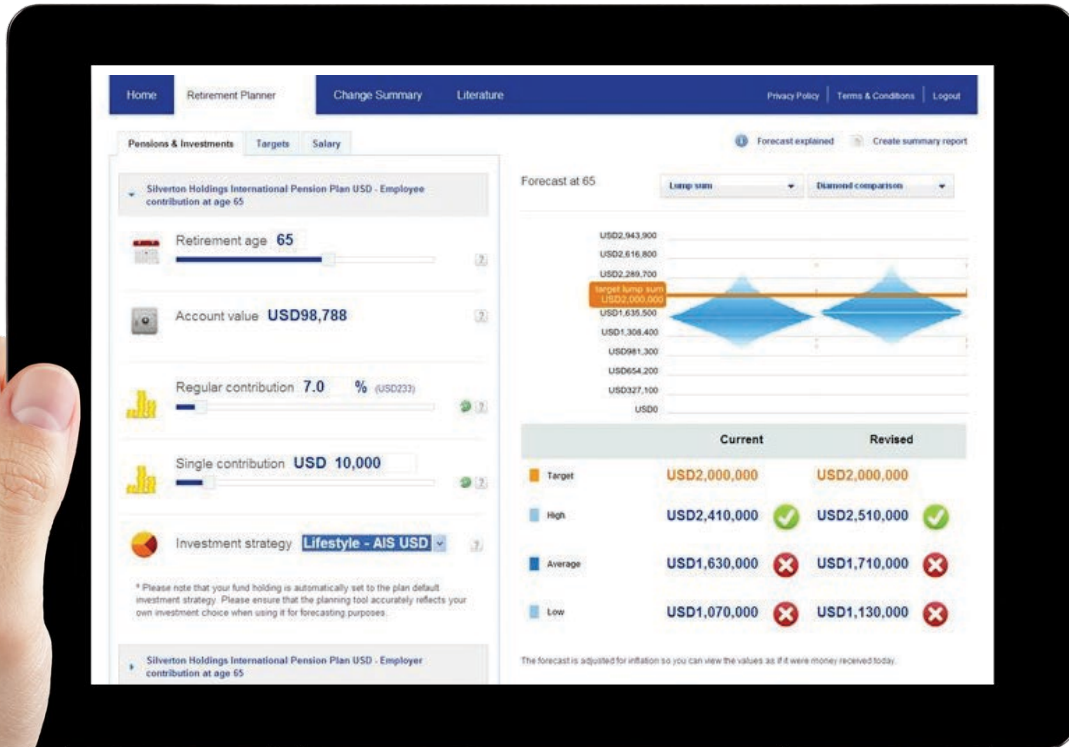 Home
Retirement Planner
Change Summary
Literature
Privacy Policy
Terms & Conditions
Logout
Pensions & Investments
Targets
Salary
Forecast explained
Create summary report
Silverton Holdings International Pension Plan USD - Employee
contribution at age 65
Retirement age 65
?
Account value USD98,788
?
Regular contribution 7.0 % (USD233)
?
Single contribution USD 10,000
?
Investment strategy Lifestyle - AIS USD
?
* Please note that your fund holding is automatically set to the plan default
investment strategy. Please ensure that the planning tool accurately reflects your
own investment choice when using it for forecasting purposes.
Silverton Holdings International Pension Plan USD - Employer
contribution at age 65
Forecast at 65
Lump sum
Diamond comparison
USD2,943,900
USD2,616,800
USD2,289,700
target lump sum
USD2,000,000
USD1,635,500
USD1,308,400
USD981,300
USD654,200
USD327,100
USD0
Current Revised
Target USD2,000,000 USD2,000,000
High USD2,410,000 USD2,510,000
Average USD1,630,000 USD1,710,000
Low USD1,070,000 USD1,130,000
The forecast is adjusted for inflation so you can view the values as if it were money received today.